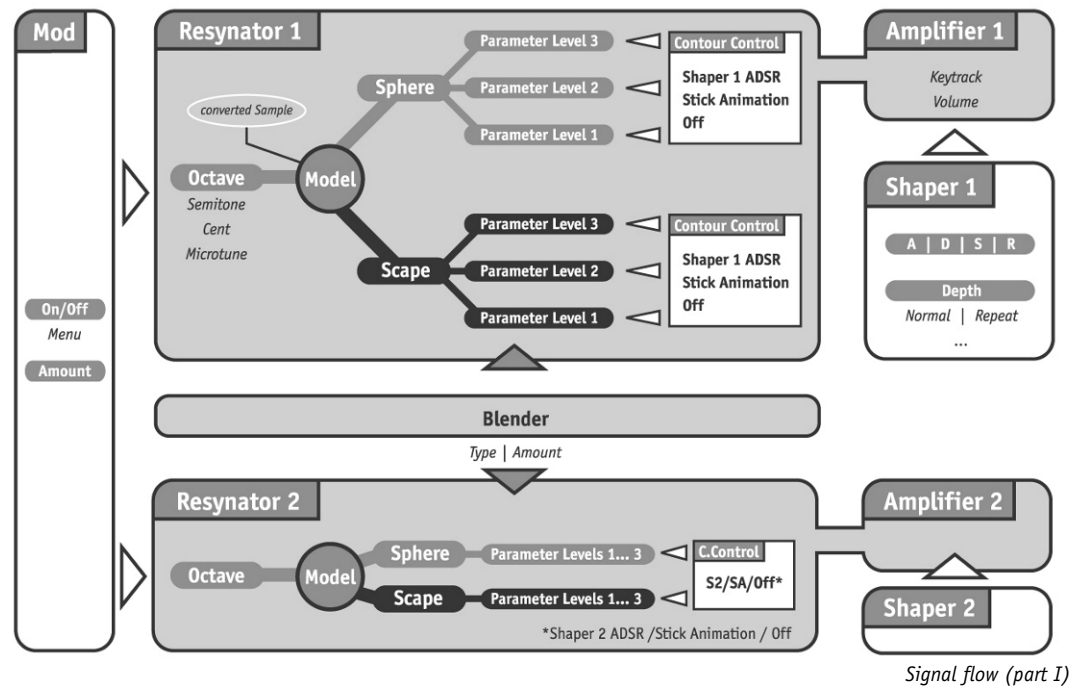 Mod
On/Off
Menu
Amount
Resynator 1
converted Sample
Octave
Semitone
Cent
Microtune
Model
Sphere
Parameter Level 3
Parameter Level 2
Parameter Level 1
Contour Control
Shaper 1 ADSR
Stick Animation
Off
Scape
Parameter Level 3
Parameter Level 2
Parameter Level 1
Contour Control
Shaper 1 ADSR
Stick Animation
Off
Amplifier 1
Keytrack
Volume
Shaper 1
A | D | S | R
Depth
Normal | Repeat
...
Blender
Type | Amount
Resynator 2
Octave
Model
Sphere
Parameter Levels 1... 3
Scape
Parameter Levels 1... 3
C.Control
S2/SA/Off*
*Shaper 2 ADSR /Stick Animation / Off
Amplifier 2
Shaper 2
Signal flow (part I)